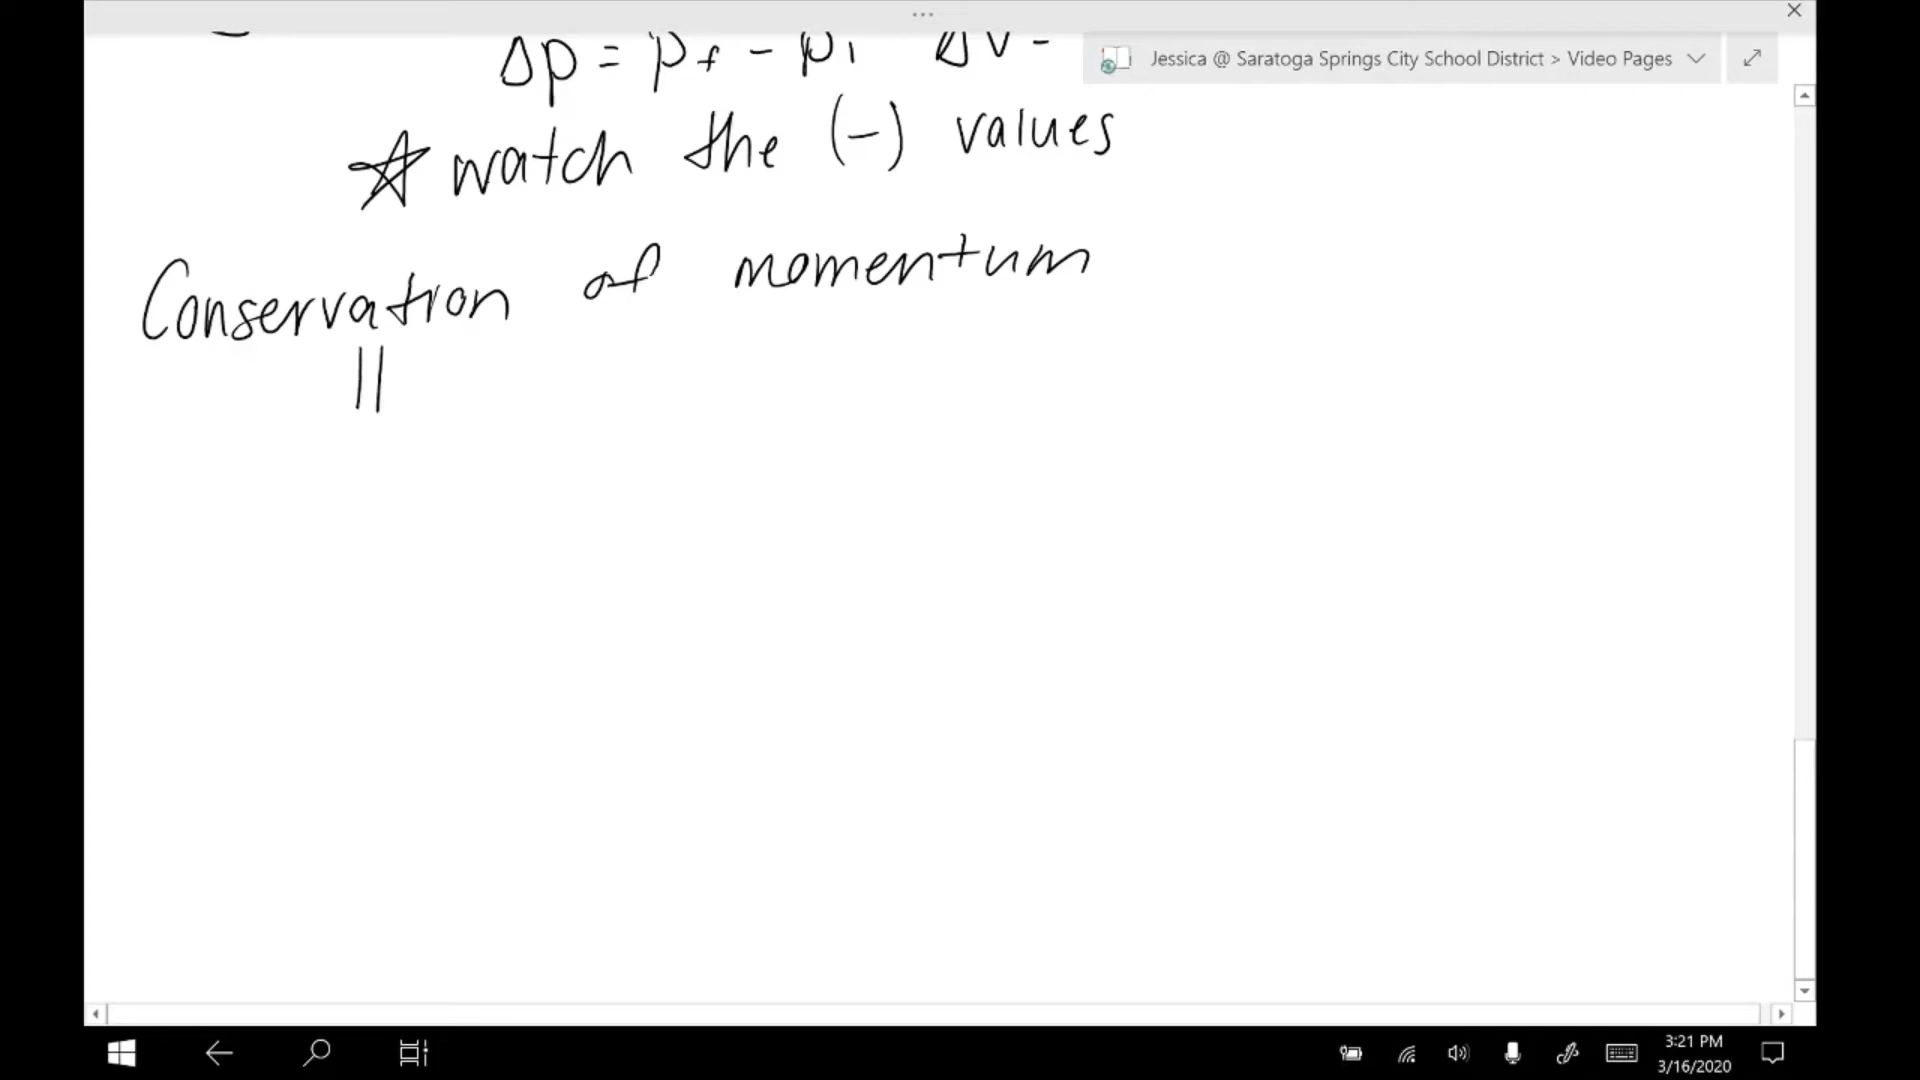 Jessica @ Saratoga Springs City School District > Video Pages
Δp = pf - pi Δv -
☆ watch the (-) values
Conservation of momentum
||
3:21 PM
3/16/2020